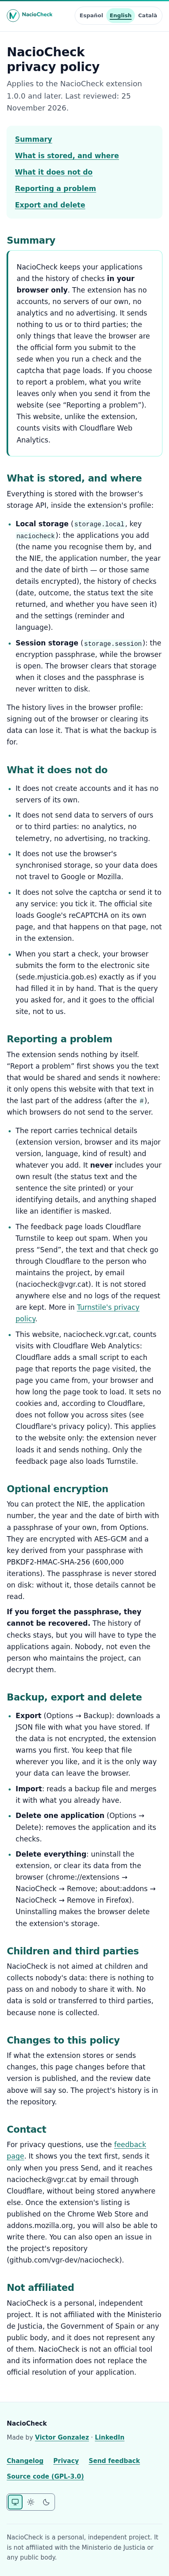 NacioCheck
Español English Català
NacioCheck
privacy policy
Applies to the NacioCheck extension
1.0.0 and later. Last reviewed: 25
November 2026.
Summary
What is stored, and where
What it does not do
Reporting a problem
Export and delete
Summary
NacioCheck keeps your applications
and the history of checks in your
browser only. The extension has no
accounts, no servers of our own, no
analytics and no advertising. It sends
nothing to us or to third parties; the
only things that leave the browser are
the official form you submit to the
sede when you run a check and the
captcha that page loads. If you choose
to report a problem, what you write
leaves only when you send it from the
website (see “Reporting a problem”).
This website, unlike the extension,
counts visits with Cloudflare Web
Analytics.
What is stored, and where
Everything is stored with the browser's
storage API, inside the extension's profile:
• Local storage (storage.local, key
naciocheck): the applications you add
(the name you recognise them by, and
the NIE, the application number, the year
and the date of birth — or those same
details encrypted), the history of checks
(date, outcome, the status text the site
returned, and whether you have seen it)
and the settings (reminder and
language).
• Session storage (storage.session): the
encryption passphrase, while the browser
is open. The browser clears that storage
when it closes and the passphrase is
never written to disk.
The history lives in the browser profile:
signing out of the browser or clearing its
data can lose it. That is what the backup is
for.
What it does not do
• It does not create accounts and it has no
servers of its own.
• It does not send data to servers of ours
or to third parties: no analytics, no
telemetry, no advertising, no tracking.
• It does not use the browser's
synchronised storage, so your data does
not travel to Google or Mozilla.
• It does not solve the captcha or send it to
any service: you tick it. The official site
loads Google's reCAPTCHA on its own
page, and that happens on that page, not
in the extension.
• When you start a check, your browser
submits the form to the electronic site
(sede.mjusticia.gob.es) exactly as if you
had filled it in by hand. That is the query
you asked for, and it goes to the official
site, not to us.
Reporting a problem
The extension sends nothing by itself.
“Report a problem” first shows you the text
that would be shared and sends it nowhere:
it only opens this website with that text in
the last part of the address (after the #),
which browsers do not send to the server.
• The report carries technical details
(extension version, browser and its major
version, language, kind of result) and
whatever you add. It never includes your
own result (the status text and the
sentence the site printed) or your
identifying details, and anything shaped
like an identifier is masked.
• The feedback page loads Cloudflare
Turnstile to keep out spam. When you
press “Send”, the text and that check go
through Cloudflare to the person who
maintains the project, by email
(naciocheck@vgr.cat). It is not stored
anywhere else and no logs of the request
are kept. More in Turnstile's privacy
policy.
• This website, naciocheck.vgr.cat, counts
visits with Cloudflare Web Analytics:
Cloudflare adds a small script to each
page that reports the page visited, the
page you came from, your browser and
how long the page took to load. It sets no
cookies and, according to Cloudflare,
does not follow you across sites (see
Cloudflare's privacy policy). This applies
to the website only: the extension never
loads it and sends nothing. Only the
feedback page also loads Turnstile.
Optional encryption
You can protect the NIE, the application
number, the year and the date of birth with
a passphrase of your own, from Options.
They are encrypted with AES-GCM and a
key derived from your passphrase with
PBKDF2-HMAC-SHA-256 (600,000
iterations). The passphrase is never stored
on disk: without it, those details cannot be
read.
If you forget the passphrase, they
cannot be recovered. The history of
checks stays, but you will have to type the
applications again. Nobody, not even the
person who maintains the project, can
decrypt them.
Backup, export and delete
• Export (Options → Backup): downloads a
JSON file with what you have stored. If
the data is not encrypted, the extension
warns you first. You keep that file
wherever you like, and it is the only way
your data can leave the browser.
• Import: reads a backup file and merges
it with what you already have.
• Delete one application (Options →
Delete): removes the application and its
checks.
• Delete everything: uninstall the
extension, or clear its data from the
browser (chrome://extensions →
NacioCheck → Remove; about:addons →
NacioCheck → Remove in Firefox).
Uninstalling makes the browser delete
the extension's storage.
Children and third parties
NacioCheck is not aimed at children and
collects nobody's data: there is nothing to
pass on and nobody to share it with. No
data is sold or transferred to third parties,
because none is collected.
Changes to this policy
If what the extension stores or sends
changes, this page changes before that
version is published, and the review date
above will say so. The project's history is in
the repository.
Contact
For privacy questions, use the feedback
page. It shows you the text first, sends it
only when you press Send, and it reaches
naciocheck@vgr.cat by email through
Cloudflare, without being stored anywhere
else. Once the extension's listing is
published on the Chrome Web Store and
addons.mozilla.org, you will also be able to
write there. You can also open an issue in
the project's repository
(github.com/vgr-dev/naciocheck).
Not affiliated
NacioCheck is a personal, independent
project. It is not affiliated with the Ministerio
de Justicia, the Government of Spain or any
public body, and it does not represent any
of them. NacioCheck is not an official tool
and its information does not replace the
official resolution of your application.
NacioCheck
Made by Victor Gonzalez · LinkedIn
Changelog Privacy Send feedback
Source code (GPL-3.0)
NacioCheck is a personal, independent project. It
is not affiliated with the Ministerio de Justicia or
any public body.